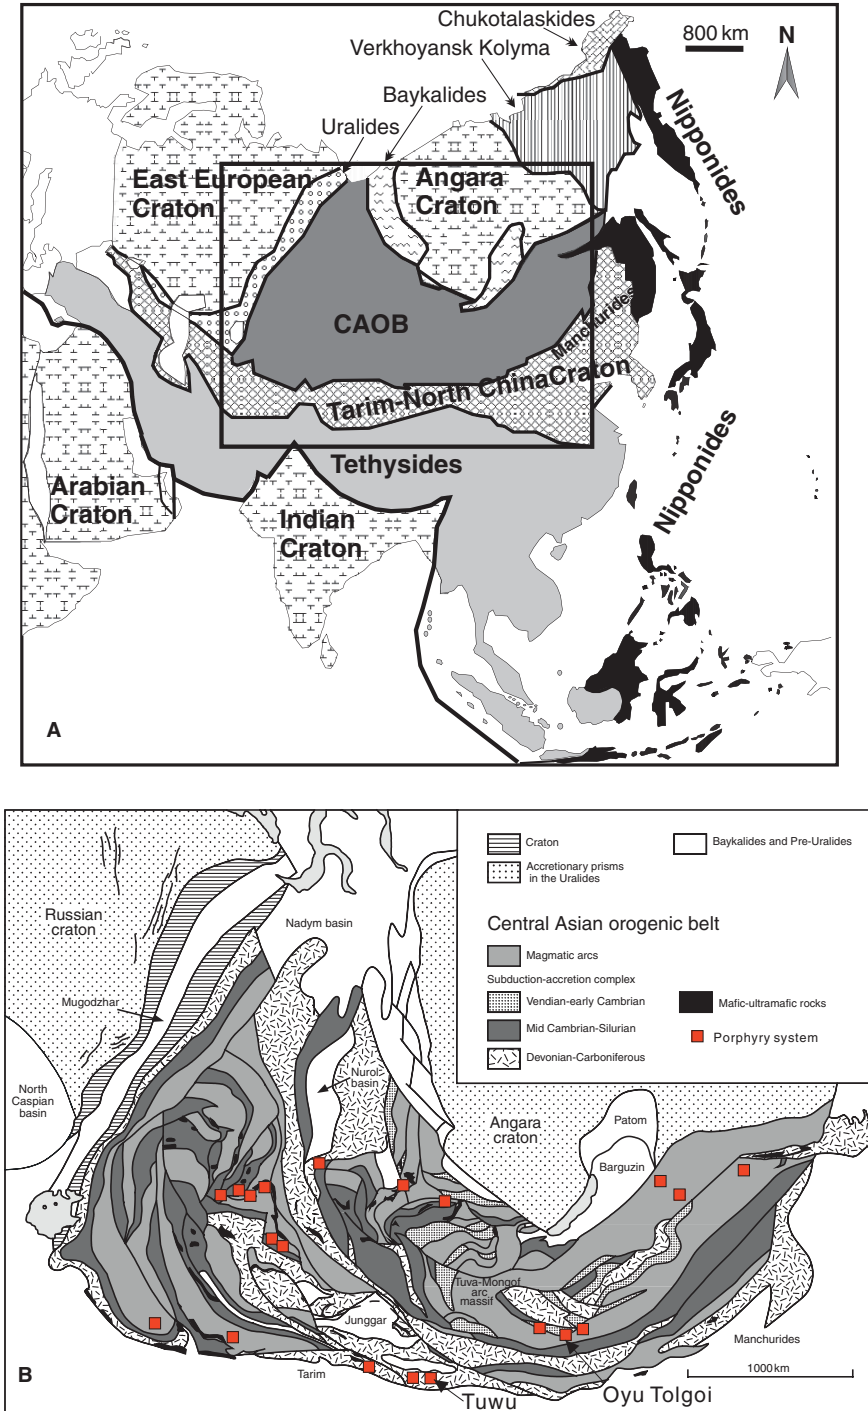 Chukotalaskides
Verkhoyansk Kolyma
800 km
N
Baykalides
Uralides
Nipponides
East European
Craton
Angara
Craton
CAOB
Manchurides
Tarim-North ChinaCraton
Tethysides
Nipponides
Arabian
Craton
Indian
Craton
A
Craton
Baykalides and Pre-Uralides
Accretionary prisms
in the Uralides
Central Asian orogenic belt
Magmatic arcs
Subduction-accretion complex
Vendian-early Cambrian
Mafic-ultramafic rocks
Mid Cambrian-Silurian
Porphyry system
Devonian-Carboniferous
Russian
craton
Nadym basin
Mugodzhar
Nurol
basin
North
Caspian
basin
Angara
craton
Patom
Barguzin
Tuva-Mongol
arc
massif
Junggar
Manchurides
Tarim
1000 km
B
Tuwu
Oyu Tolgoi